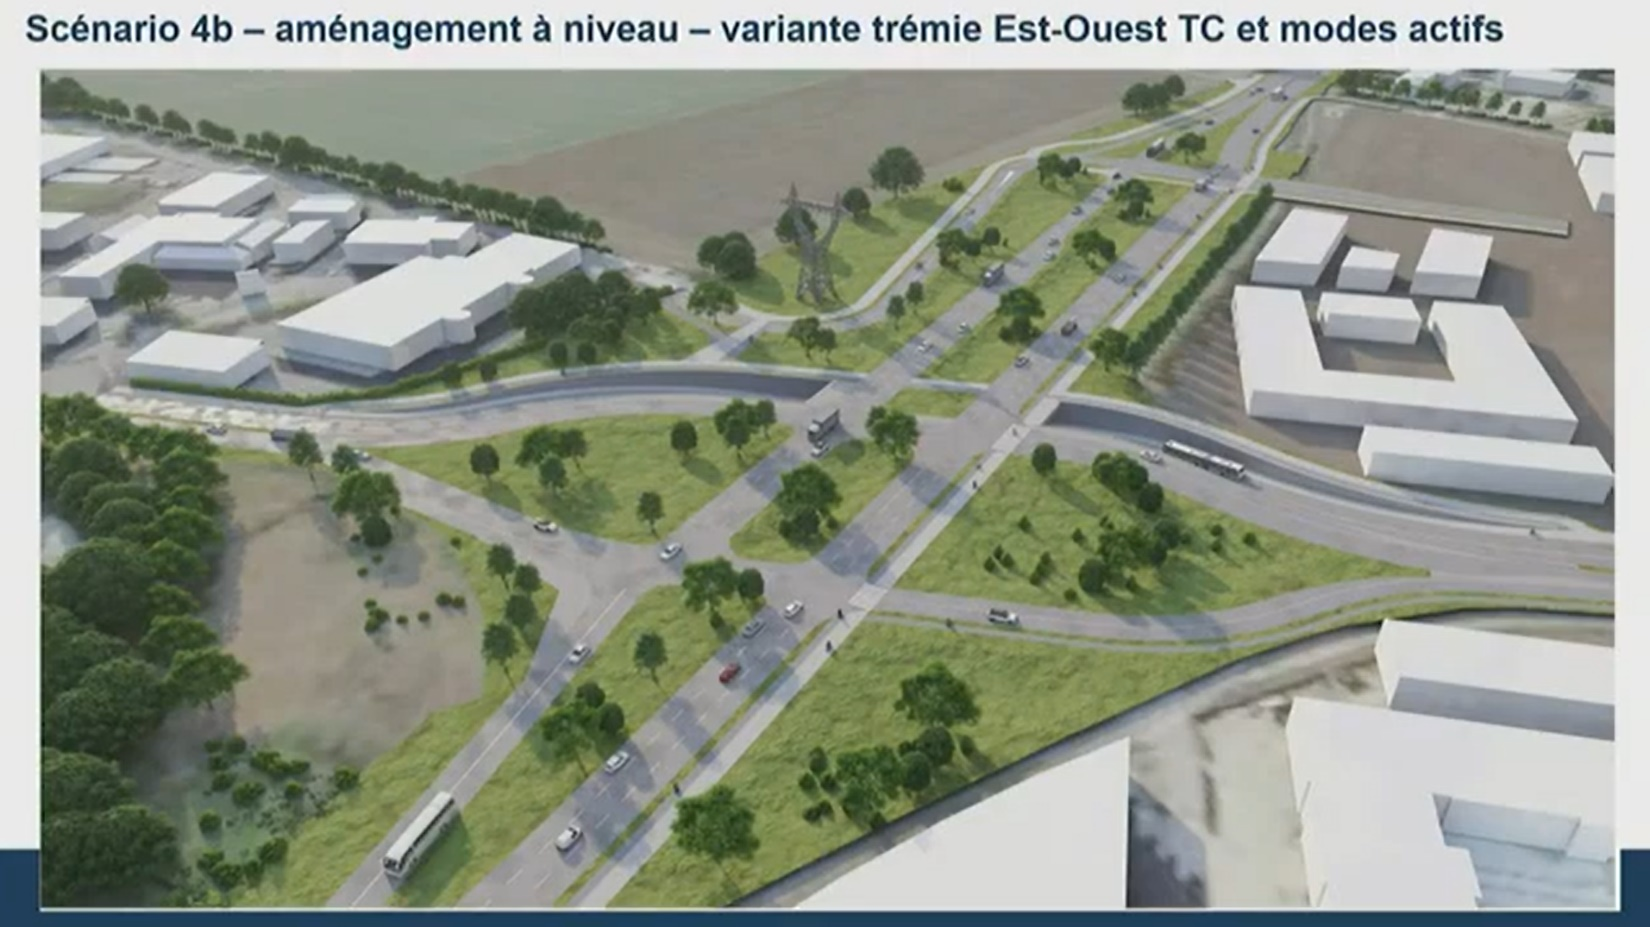 Scénario 4b – aménagement à niveau – variante trémie Est-Ouest TC et modes actifs